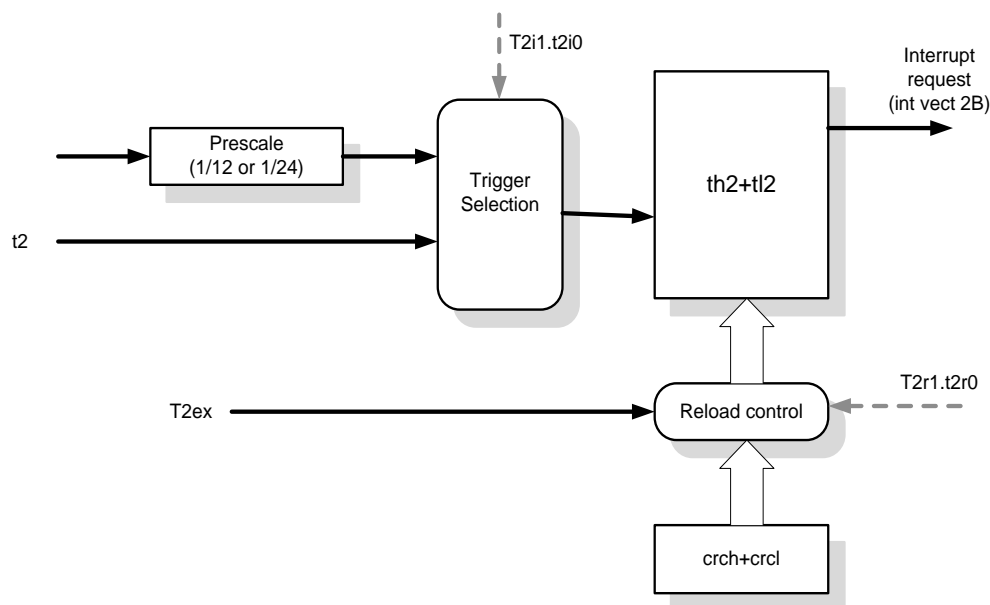 T2i1.t2i0
Interrupt
request
(int vect 2B)
Prescale
(1/12 or 1/24)
Trigger
Selection
th2+tl2
t2
T2r1.t2r0
T2ex
Reload control
crch+crcl